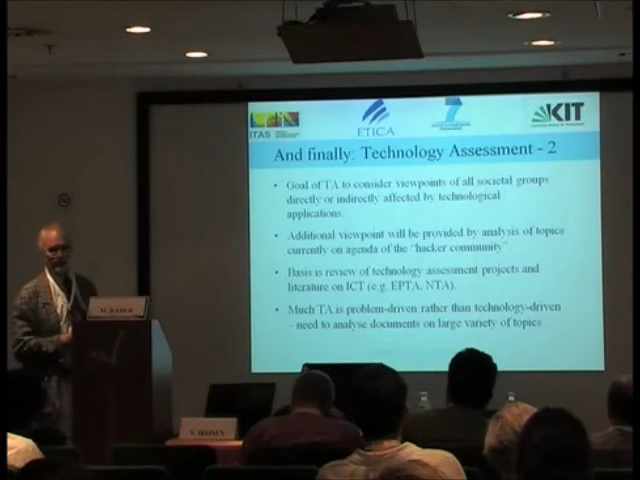 ITAS
ETICA
7
KIT
And finally: Technology Assessment - 2
• Goal of TA to consider viewpoints of all societal groups
directly or indirectly affected by technological
applications.
• Additional viewpoint will be provided by analysis of topics
currently on agenda of the "hacker community".
• Basis is review of technology assessment projects and
literature on ICT (e.g. EPTA, NTA).
• Much TA is problem-driven rather than technology-driven
- need to analyse documents on large variety of topics
M. RADER
V. IKONEN